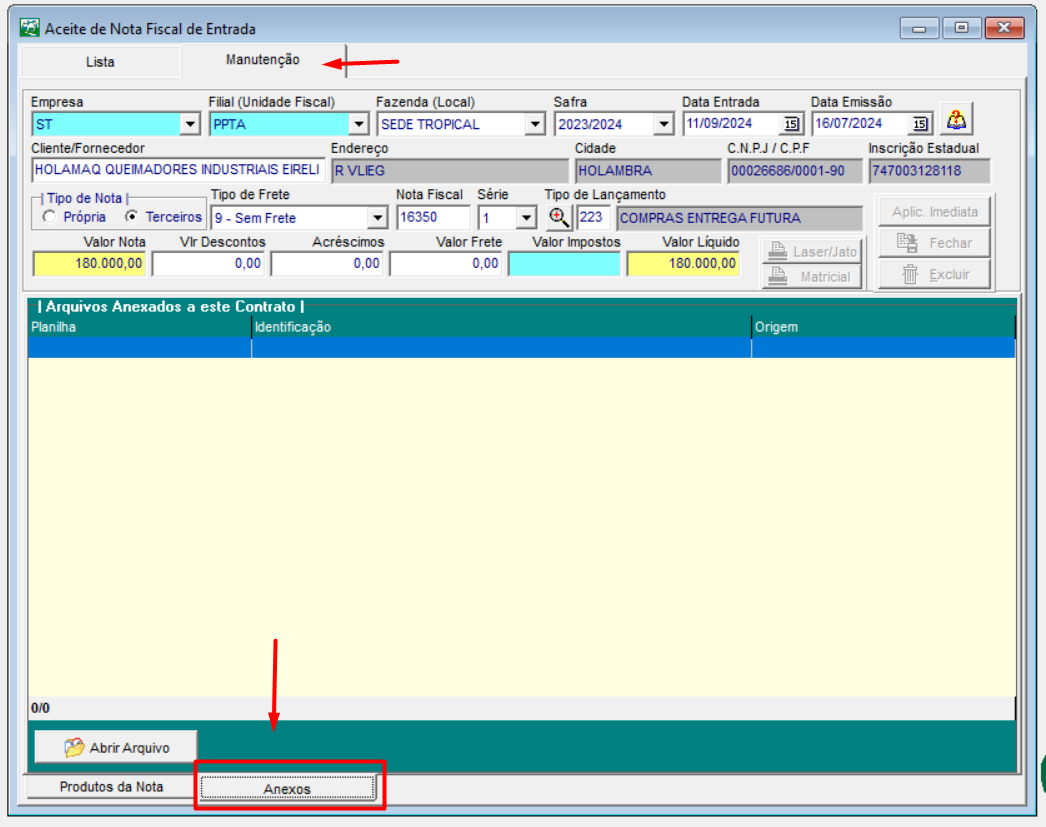 Aceite de Nota Fiscal de Entrada
Lista Manutenção
Empresa Filial (Unidade Fiscal) Fazenda (Local) Safra Data Entrada Data Emissão
ST PPTA SEDE TROPICAL 2023/2024 11/09/2024 15 16/07/2024 15
Cliente/Fornecedor Endereço Cidade C.N.P.J / C.P.F Inscrição Estadual
HOLAMAQ QUEIMADORES INDUSTRIAIS EIRELI R VLIEG HOLAMBRA 00026686/0001-90 747003128118
| Tipo de Nota | Tipo de Frete Nota Fiscal Série Tipo de Lançamento
Própria Terceiros 9 - Sem Frete 16350 1 223 COMPRAS ENTREGA FUTURA Aplic. Imediata
Valor Nota Vlr Descontos Acréscimos Valor Frete Valor Impostos Valor Líquido Laser/Jato Fechar
180.000,00 0,00 0,00 0,00 180.000,00 Matricial Excluir
| Arquivos Anexados a este Contrato |
Planilha Identificação Origem
0/0
Abrir Arquivo
Produtos da Nota Anexos